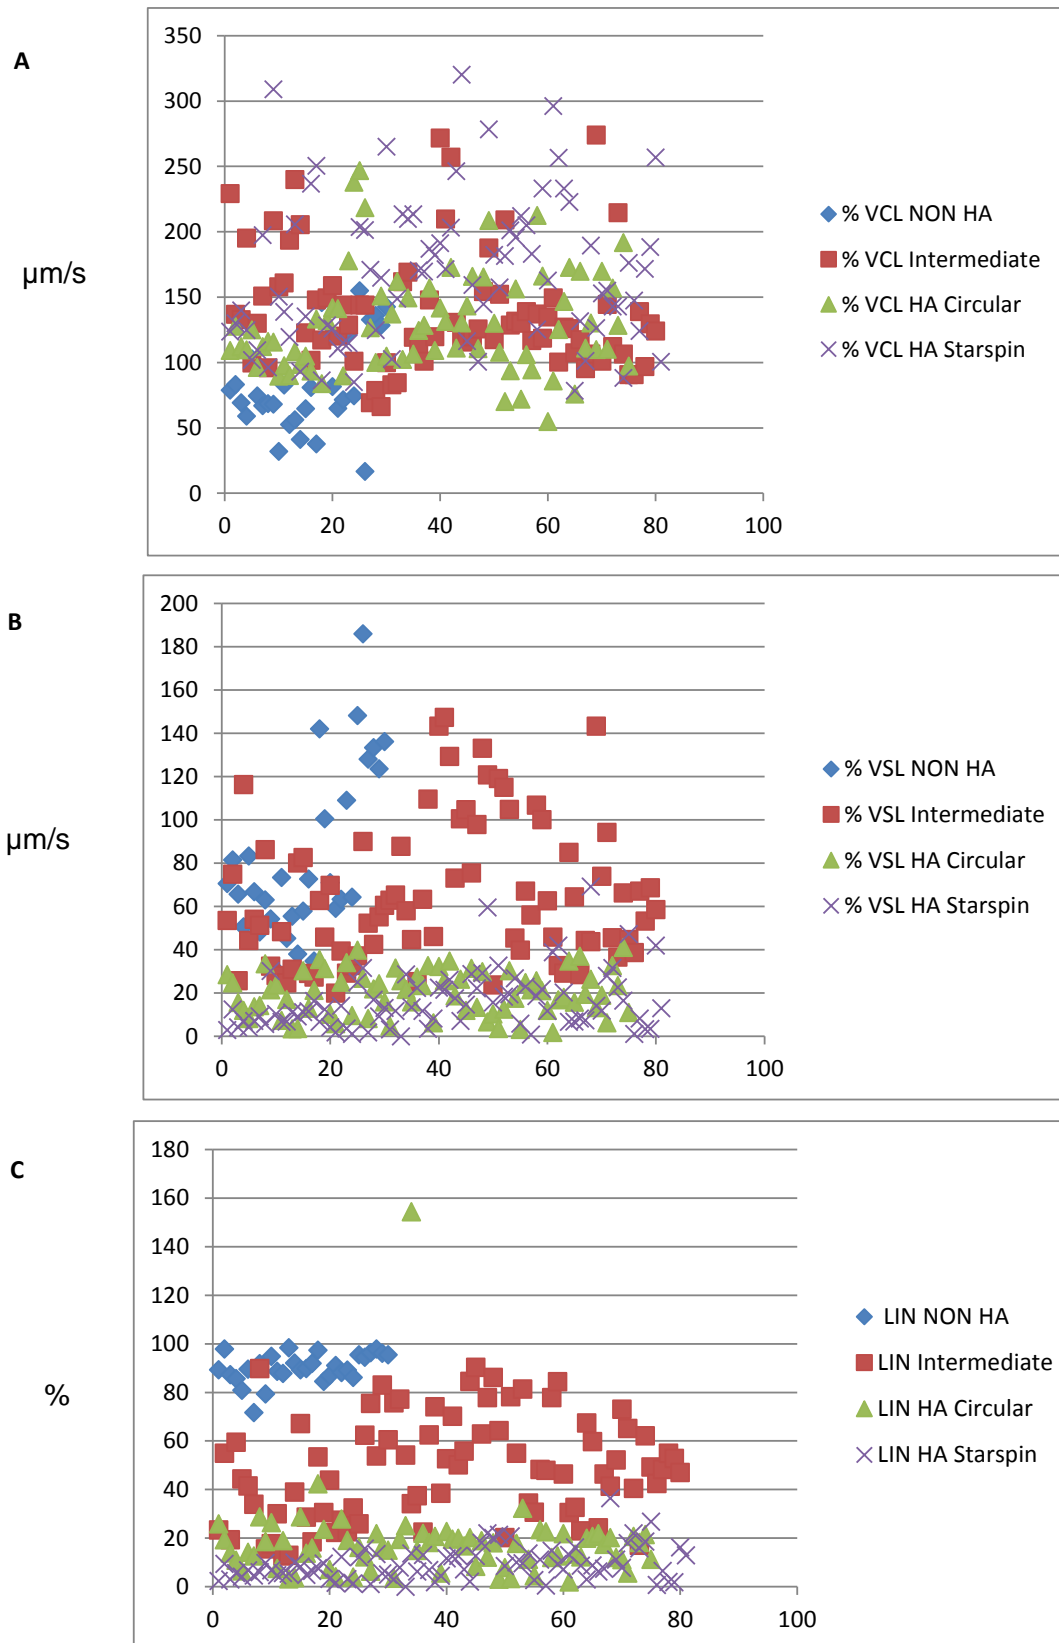 A
350
300
250
200
150
100
50
0
µm/s
0 20 40 60 80 100
% VCL NON HA
% VCL Intermediate
% VCL HA Circular
% VCL HA Starspin
B
200
180
160
140
120
100
80
60
40
20
0
µm/s
0 20 40 60 80 100
% VSL NON HA
% VSL Intermediate
% VSL HA Circular
% VSL HA Starspin
C
180
160
140
120
100
80
60
40
20
0
%
0 20 40 60 80 100
LIN NON HA
LIN Intermediate
LIN HA Circular
LIN HA Starspin